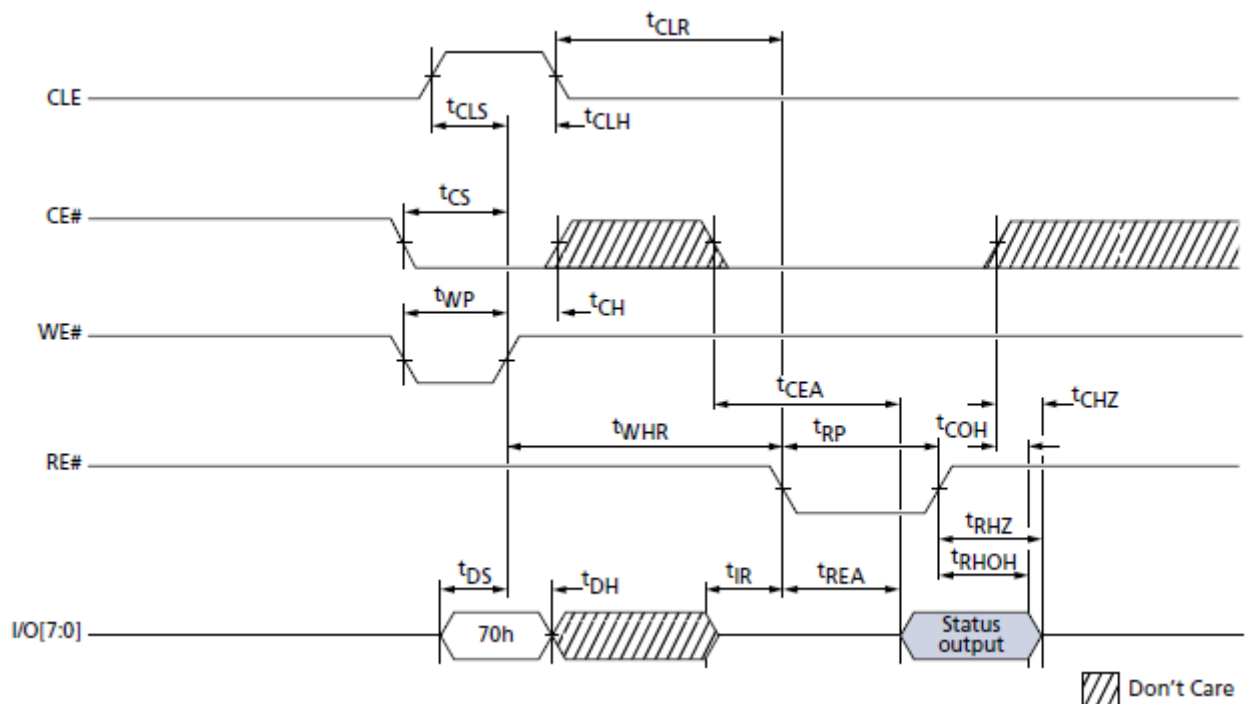 tCLR
CLE
tCLS
tCLH
tCS
CE#
tWP
tCH
WE#
tCEA
tCHZ
tWHR
tRP
tCOH
RE#
tRHZ
tRHOH
tDS
tDH
tIR
tREA
I/O[7:0]
70h
Status
output
Don't Care